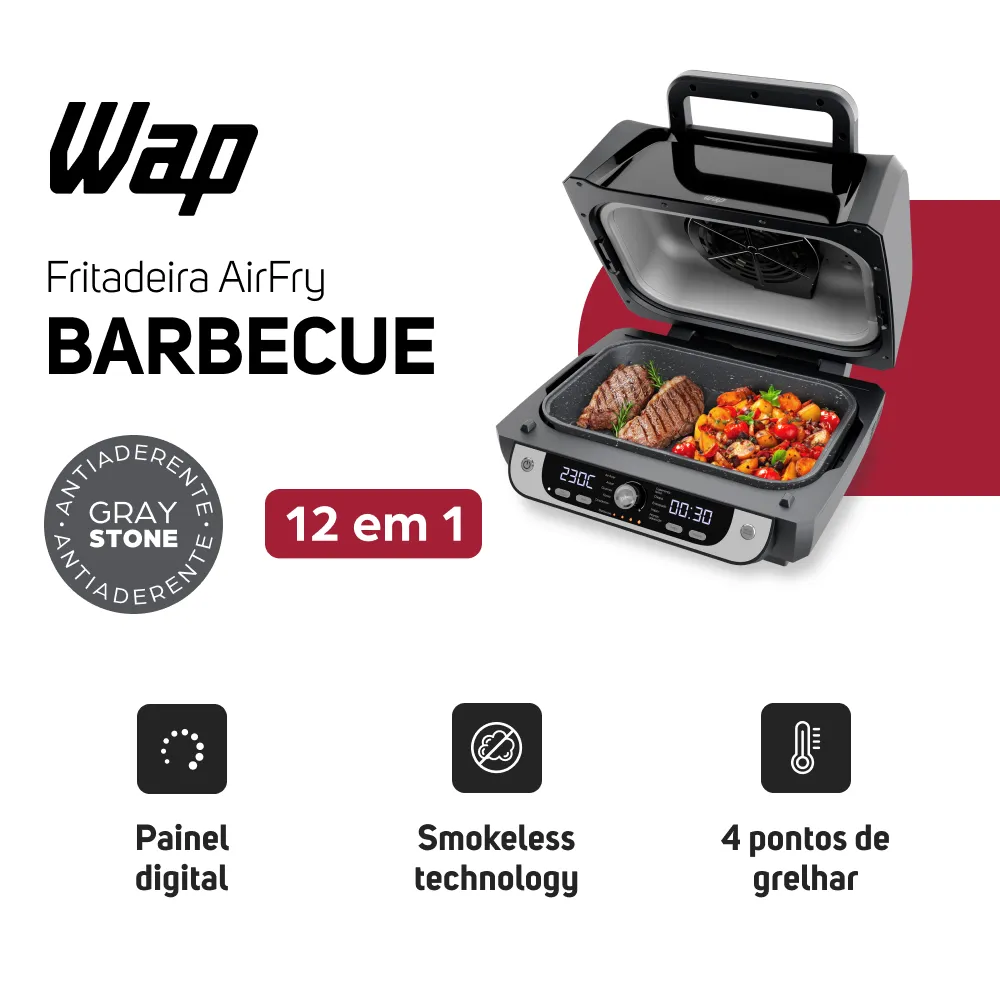 Wap
Fritadeira AirFry
BARBECUE
ANTIADERENTE
GRAY
STONE
ANTIADERENTE
12 em 1
wap
230C
00:30
Painel
digital
Smokeless
technology
4 pontos de
grelhar